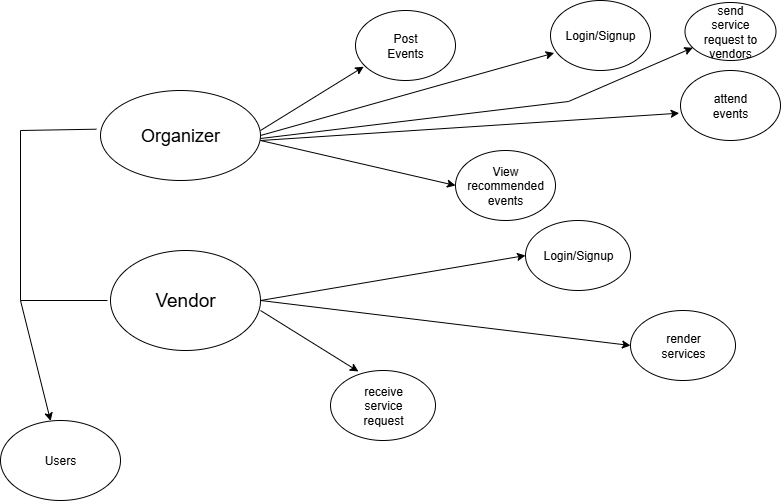 send
service
request to
vendors
Login/Signup
Post
Events
attend
events
Organizer
View
recommended
events
Login/Signup
Vendor
render
services
receive
service
request
Users